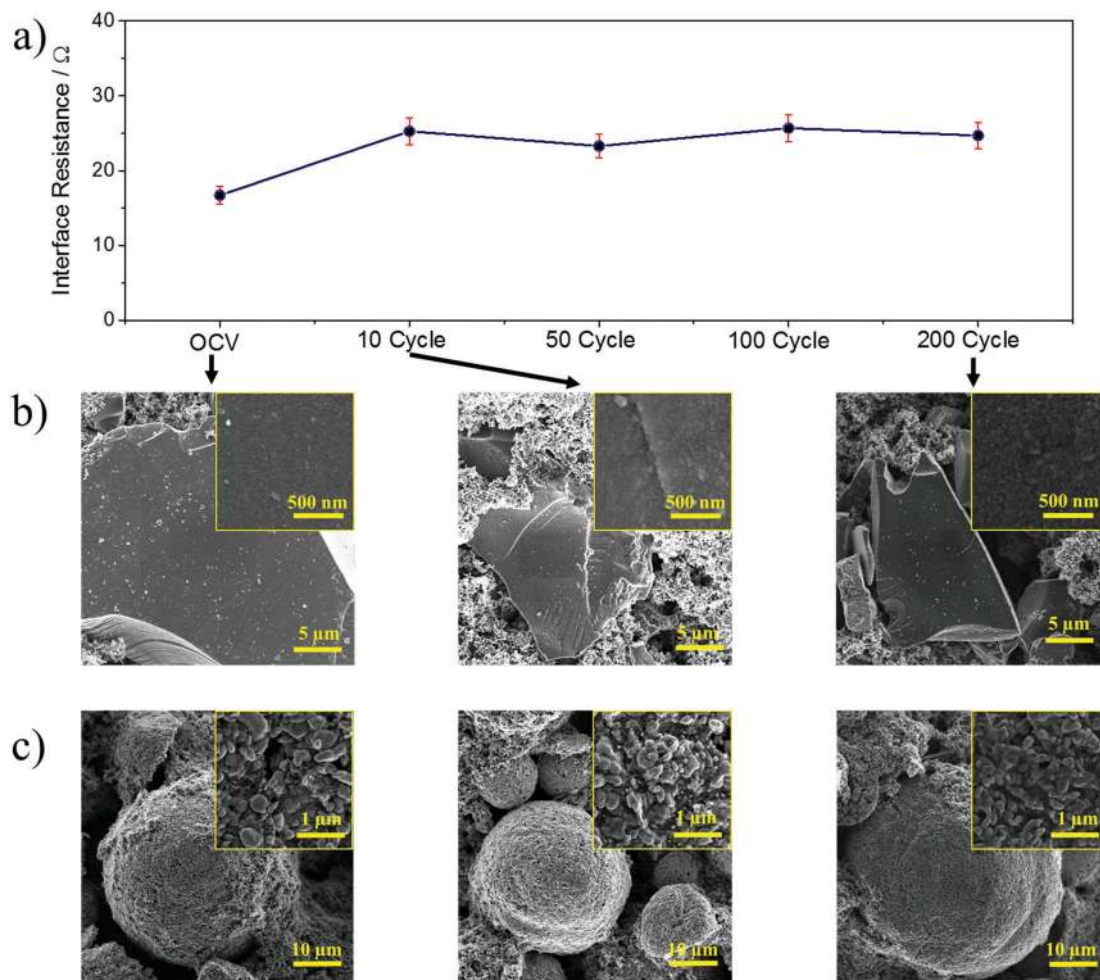 a)
Interface Resistance / Ω
40
30
20
10
0
OCV
10 Cycle
50 Cycle
100 Cycle
200 Cycle
b)
500 nm
5 µm
500 nm
5 µm
500 nm
5 µm
c)
1 µm
10 µm
1 µm
10 µm
1 µm
10 µm